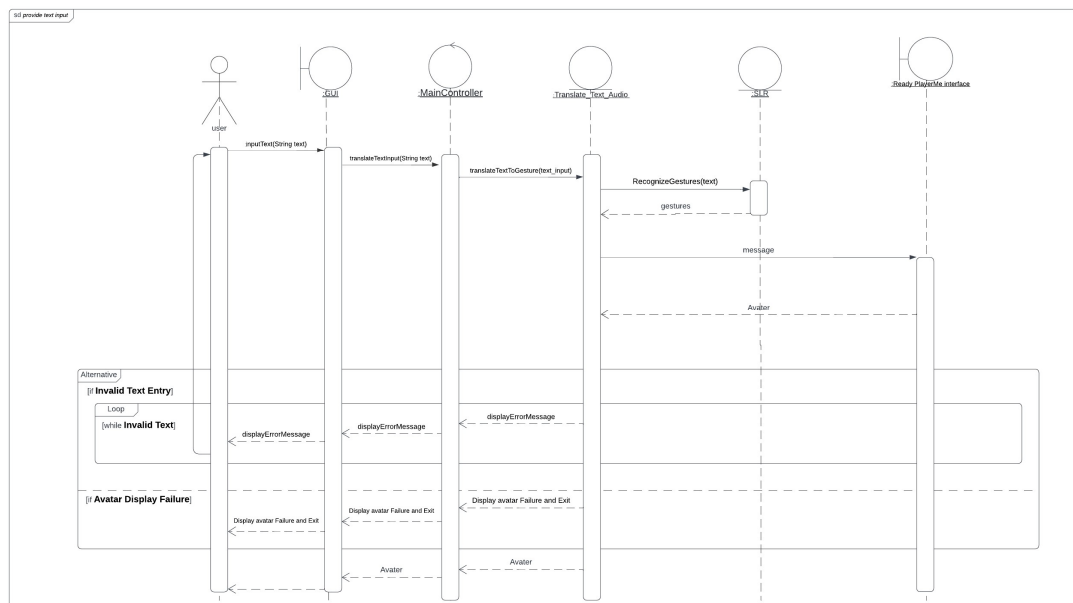 sd provide text input
user
:GUI
:MainController
:Translate_Text_Audio
:SLR
:Ready PlayerMe interface
inputText(String text)
translateTextInput(String text)
translateTextToGesture(text_input)
RecognizeGestures(text)
gestures
message
Avater
Alternative
[if Invalid Text Entry]
Loop
[while Invalid Text]
displayErrorMessage
displayErrorMessage
displayErrorMessage
[if Avatar Display Failure]
Display avatar Failure and Exit
Display avatar Failure and Exit
Display avatar Failure and Exit
Avater
Avater